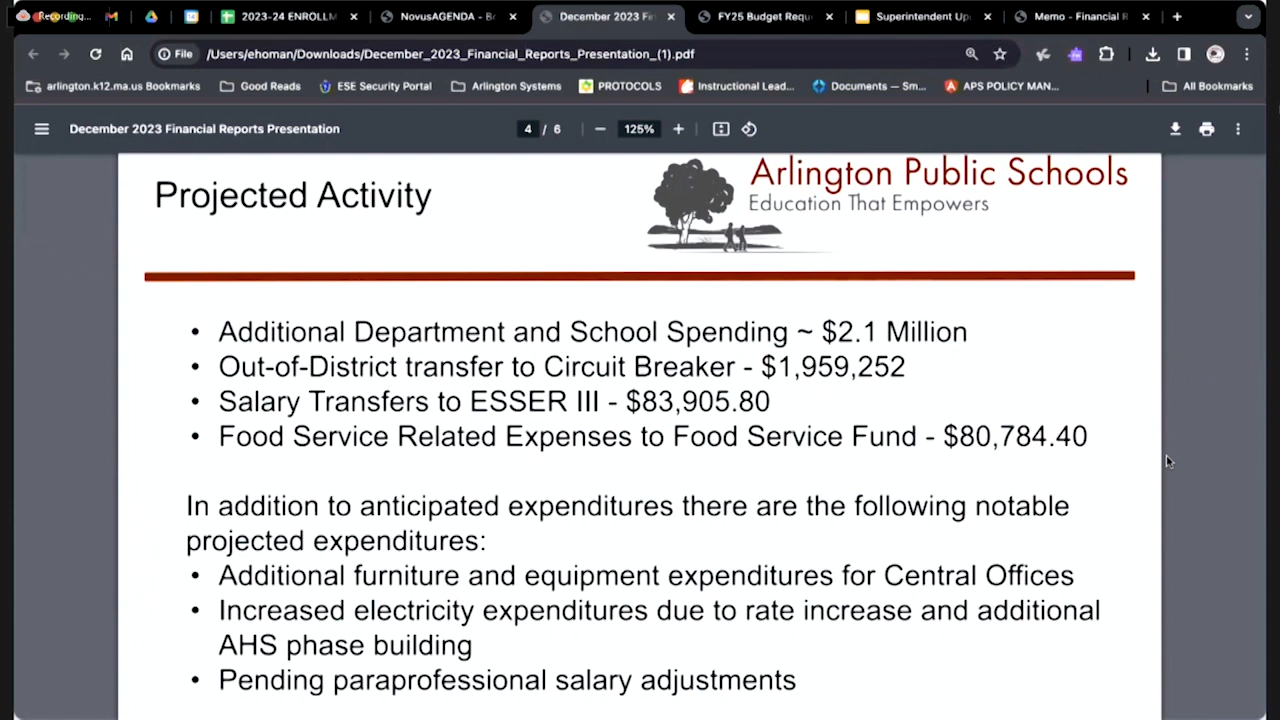 Recording...
2023-24 ENROLLM
NovusAGENDA - Bo
December 2023 Fin
FY25 Budget Requ
Superintendent Up
Memo - Financial R
File
/Users/ehoman/Downloads/December_2023_Financial_Reports_Presentation_(1).pdf
arlington.k12.ma.us Bookmarks
Good Reads
ESE Security Portal
Arlington Systems
PROTOCOLS
Instructional Lead...
Documents — Sm...
APS POLICY MAN...
All Bookmarks
December 2023 Financial Reports Presentation
4 / 6
125%
Projected Activity
Arlington Public Schools
Education That Empowers
• Additional Department and School Spending ~ $2.1 Million
• Out-of-District transfer to Circuit Breaker - $1,959,252
• Salary Transfers to ESSER III - $83,905.80
• Food Service Related Expenses to Food Service Fund - $80,784.40
In addition to anticipated expenditures there are the following notable
projected expenditures:
• Additional furniture and equipment expenditures for Central Offices
• Increased electricity expenditures due to rate increase and additional
AHS phase building
• Pending paraprofessional salary adjustments